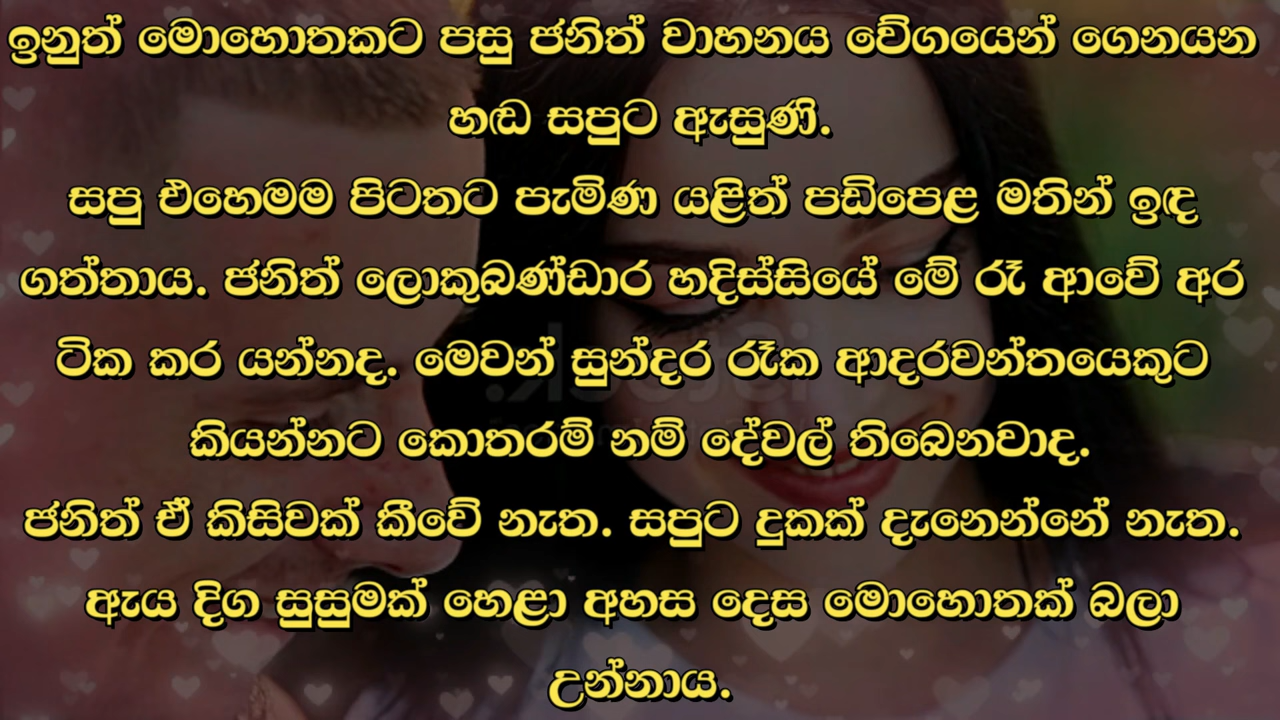 ඉනුත් මොහොතකට පසු ජනිත් වාහනය වේගයෙන් ගෙනයන
හඬ සපුට ඇසුණි.
සපු එහෙමම පිටතට පැමිණ යළිත් පඩිපෙළ මතින් ඉඳ
ගත්තාය. ජනිත් ලොකුබණ්ඩාර හදිස්සියේ මේ රෑ ආවේ අර
ටික කර යන්නද. මෙවන් සුන්දර රෑක ආදරවන්තයෙකුට
කියන්නට කොතරම් නම් දේවල් තිබෙනවාද.
ජනිත් ඒ කිසිවක් කීවේ නැත. සපුට දුකක් දැනෙන්නේ නැත.
ඇය දිග සුසුමක් හෙළා අහස දෙස මොහොතක් බලා
උන්නාය.